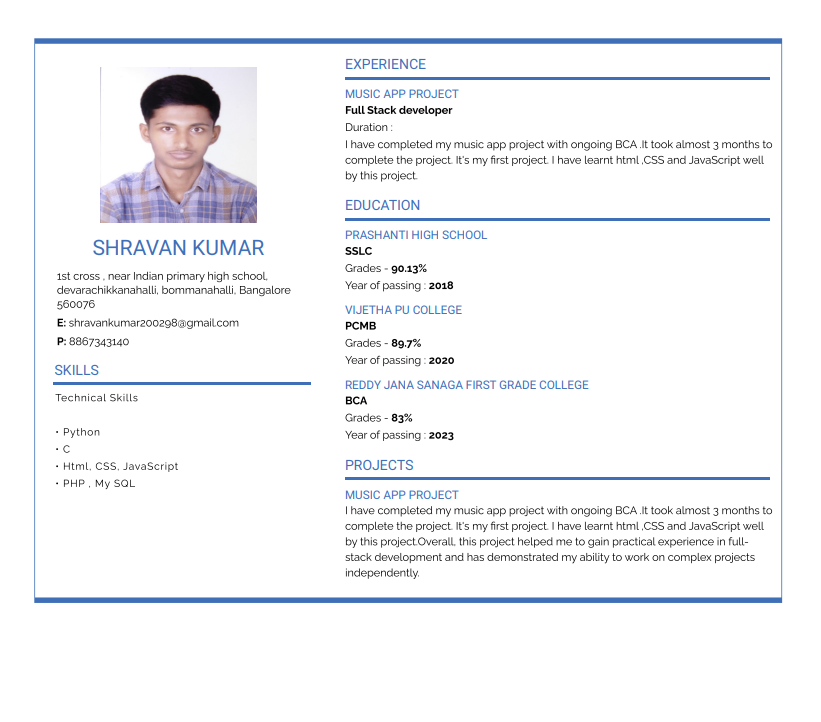 SHRAVAN KUMAR
1st cross , near Indian primary high school,
devarachikkanahalli, bommanahalli, Bangalore
560076
E: shravankumar200298@gmail.com
P: 8867343140
SKILLS
Technical Skills
• Python
• C
• Html, CSS, JavaScript
• PHP , My SQL
EXPERIENCE
MUSIC APP PROJECT
Full Stack developer
Duration :
I have completed my music app project with ongoing BCA .It took almost 3 months to
complete the project. It's my first project. I have learnt html ,CSS and JavaScript well
by this project.
EDUCATION
PRASHANTI HIGH SCHOOL
SSLC
Grades - 90.13%
Year of passing : 2018
VIJETHA PU COLLEGE
PCMB
Grades - 89.7%
Year of passing : 2020
REDDY JANA SANAGA FIRST GRADE COLLEGE
BCA
Grades - 83%
Year of passing : 2023
PROJECTS
MUSIC APP PROJECT
I have completed my music app project with ongoing BCA .It took almost 3 months to
complete the project. It's my first project. I have learnt html ,CSS and JavaScript well
by this project.Overall, this project helped me to gain practical experience in full-
stack development and has demonstrated my ability to work on complex projects
independently.